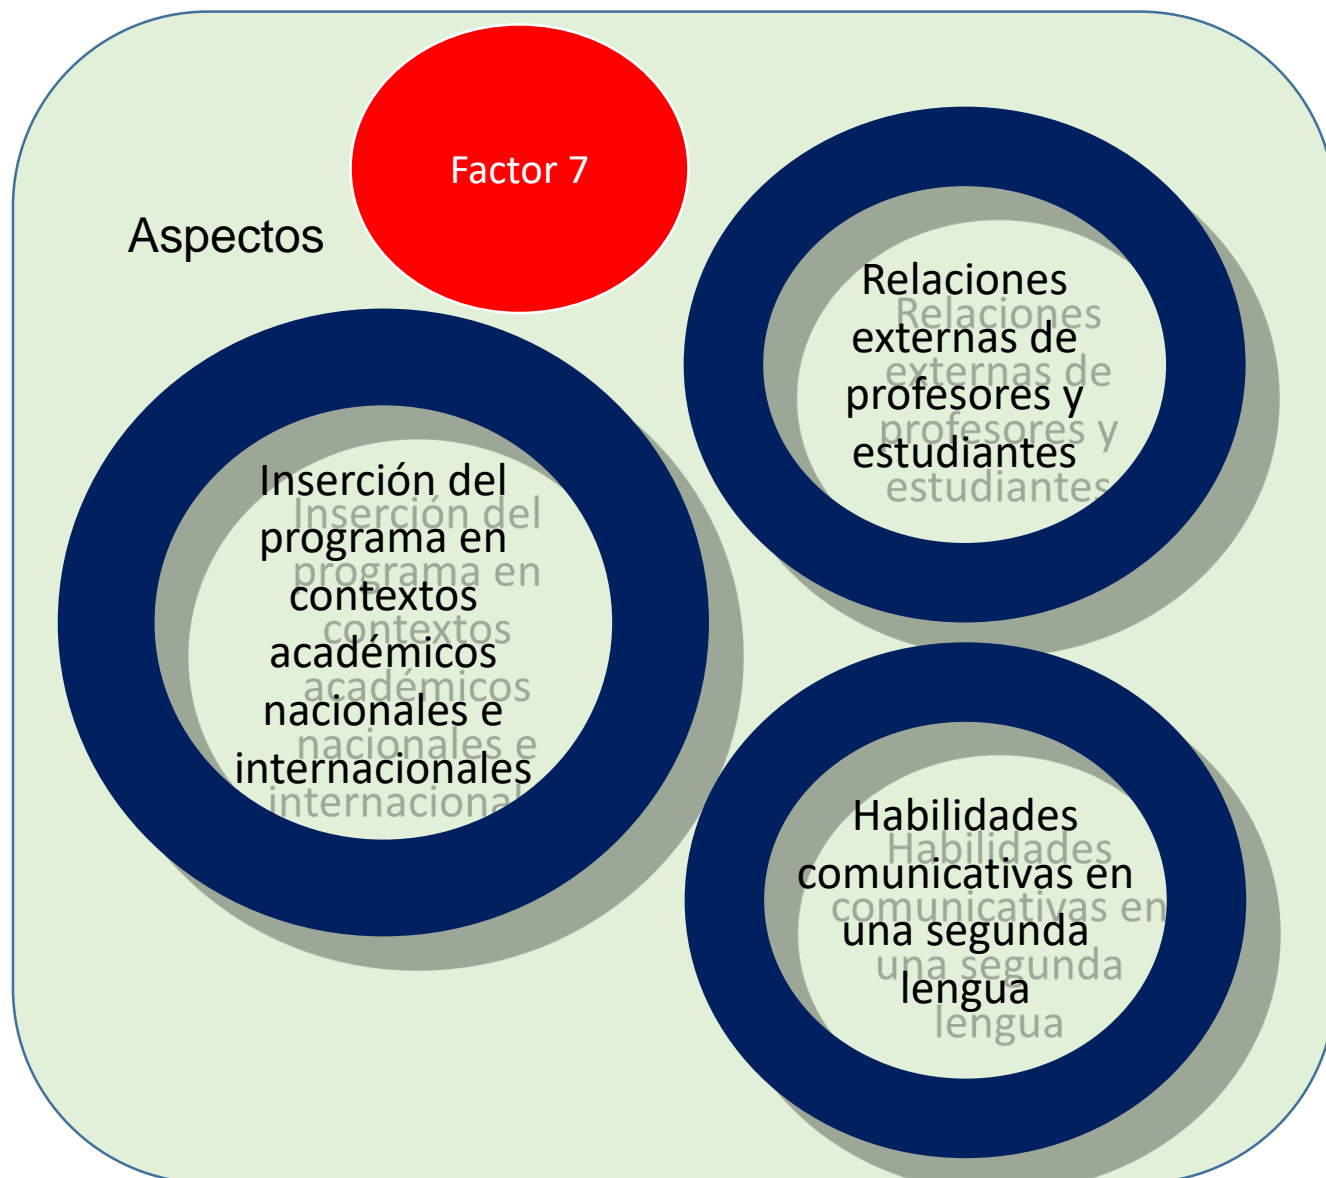 Factor 7
Aspectos
Relaciones
externas de
profesores y
estudiantes
Inserción del
programa en
contextos
académicos
nacionales e
internacionales
Habilidades
comunicativas en
una segunda
lengua